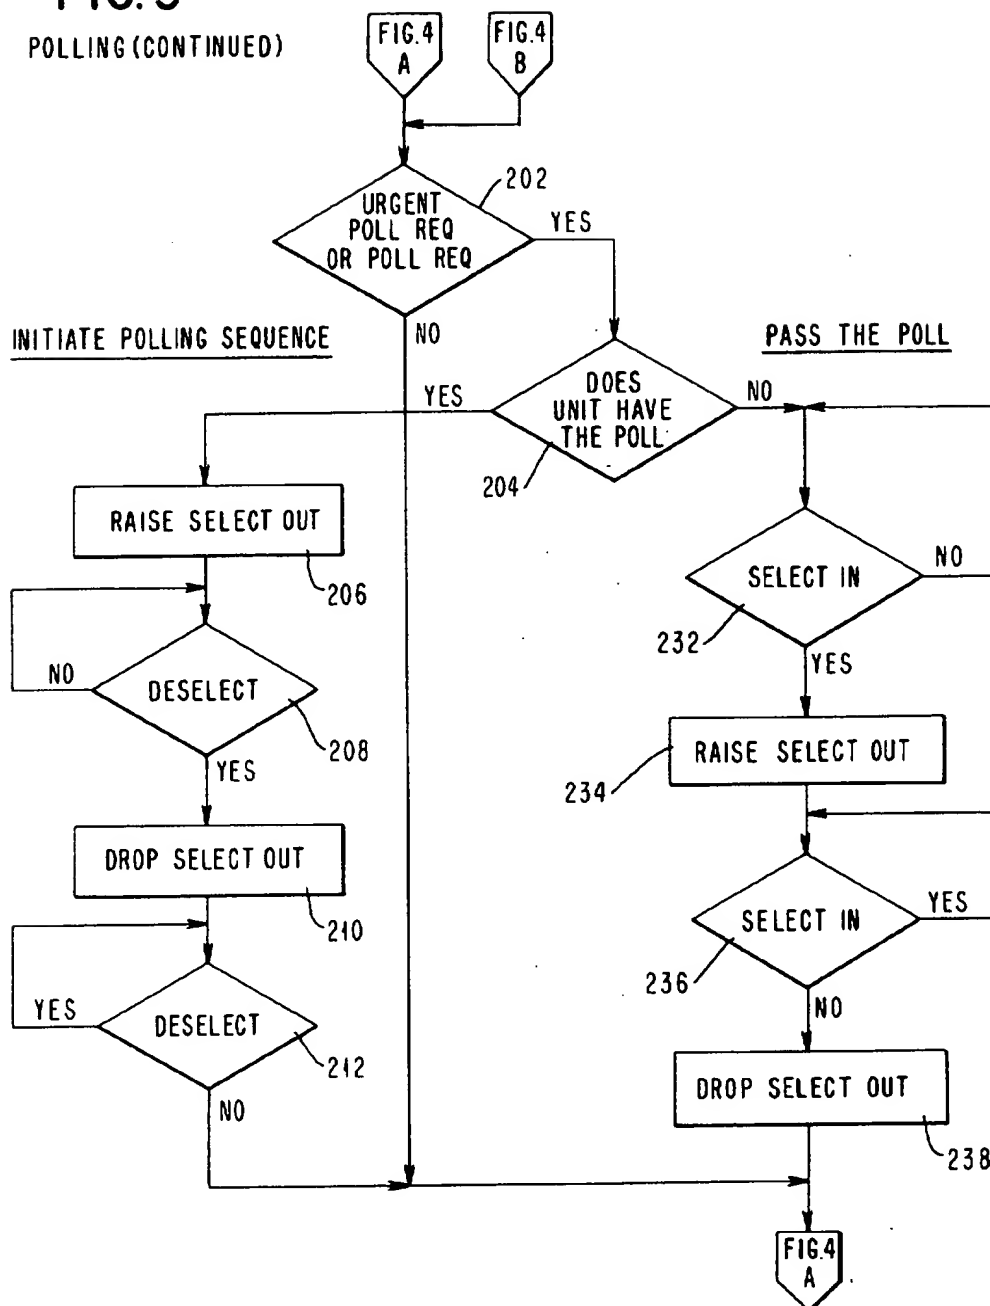 POLLING (CONTINUED)
FIG.4
A
FIG.4
B
202
URGENT
POLL REQ
OR POLL REQ
YES
NO
INITIATE POLLING SEQUENCE
PASS THE POLL
YES
DOES
UNIT HAVE
THE POLL
NO
204
RAISE SELECT OUT
206
SELECT IN
NO
232
YES
NO
DESELECT
208
YES
RAISE SELECT OUT
234
DROP SELECT OUT
210
SELECT IN
YES
236
NO
YES
DESELECT
212
NO
DROP SELECT OUT
238
FIG.4
A